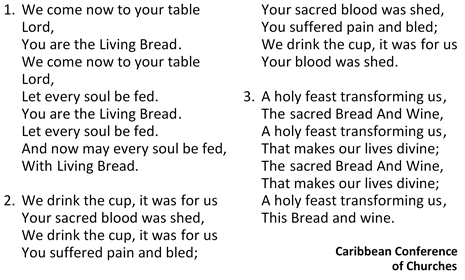 1. We come now to your table
Lord,
You are the Living Bread.
We come now to your table
Lord,
Let every soul be fed.
You are the Living Bread.
Let every soul be fed.
And now may every soul be fed,
With Living Bread.
2. We drink the cup, it was for us
Your sacred blood was shed,
We drink the cup, it was for us
You suffered pain and bled;
Your sacred blood was shed,
You suffered pain and bled;
We drink the cup, it was for us
Your blood was shed.
3. A holy feast transforming us,
The sacred Bread And Wine,
A holy feast transforming us,
That makes our lives divine;
The sacred Bread And Wine,
That makes our lives divine;
A holy feast transforming us,
This Bread and wine.
Caribbean Conference
of Churches